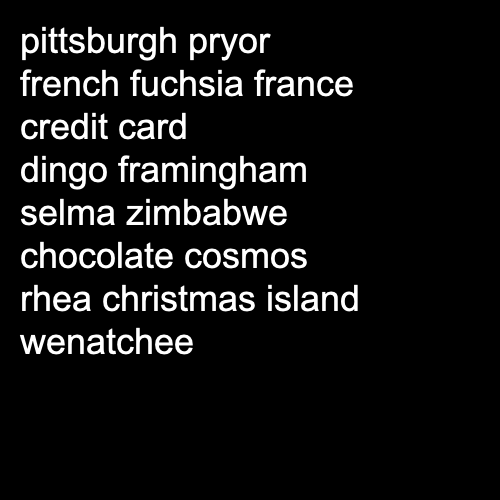 pittsburgh pryor
french fuchsia france
credit card
dingo framingham
selma zimbabwe
chocolate cosmos
rhea christmas island
wenatchee